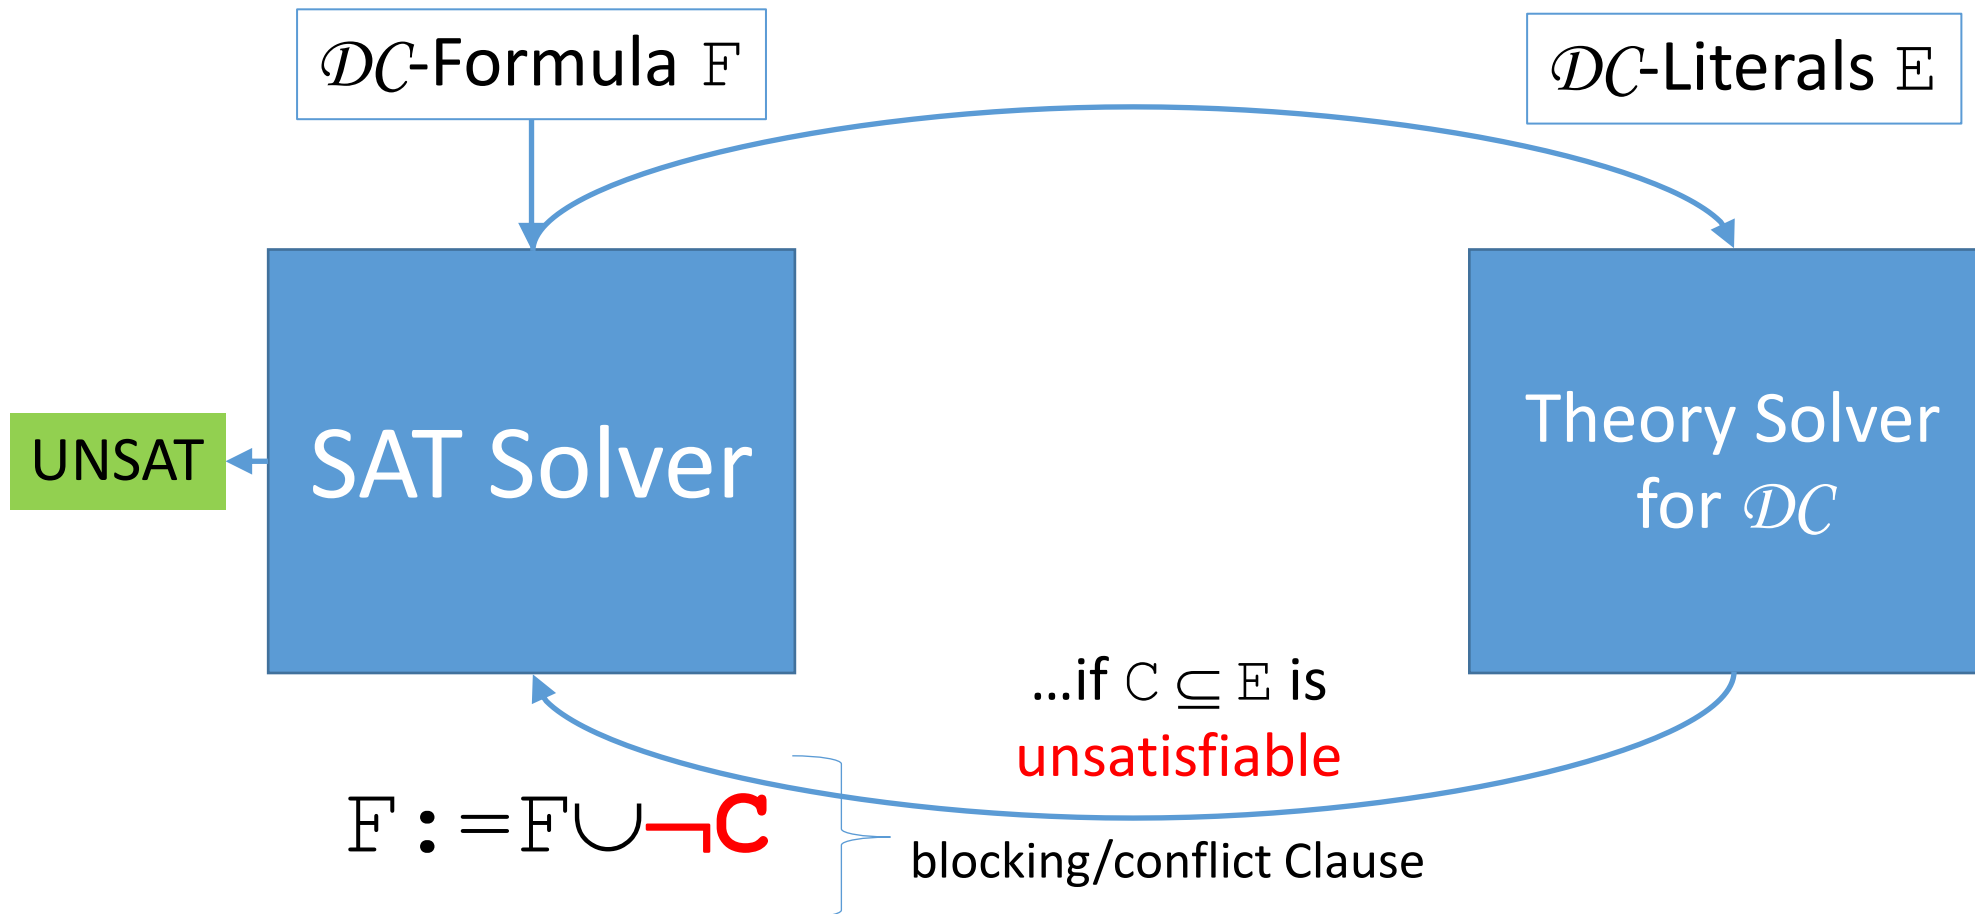 𝒟𝒞-Formula F
𝒟𝒞-Literals E
UNSAT
SAT Solver
Theory Solver
for 𝒟𝒞
...if C ⊆ E is
unsatisfiable
F:=F∪¬C
blocking/conflict Clause